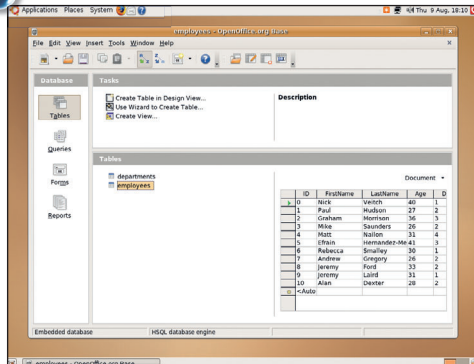 Applications Places System Thu 9 Aug, 18:10
employees - OpenOffice.org Base
File Edit View Insert Tools Window Help
Database
Tasks
Tables
Queries
Forms
Reports
Create Table in Design View...
Use Wizard to Create Table...
Create View...
Description
Tables
departments
employees
Document
ID FirstName LastName Age D
0 Nick Veitch 40 1
1 Paul Hudson 27 2
2 Graham Morrison 36 3
3 Mike Saunders 26 2
4 Matt Nailon 31 4
5 Efrain Hernandez-Me 41 3
6 Rebecca Smalley 30 1
7 Andrew Gregory 26 2
8 Jeremy Ford 33 2
9 Jeremy Laird 31 1
10 Alan Dexter 28 2
<Auto
Embedded database HSQL database engine
employees - OpenOffice.org Base